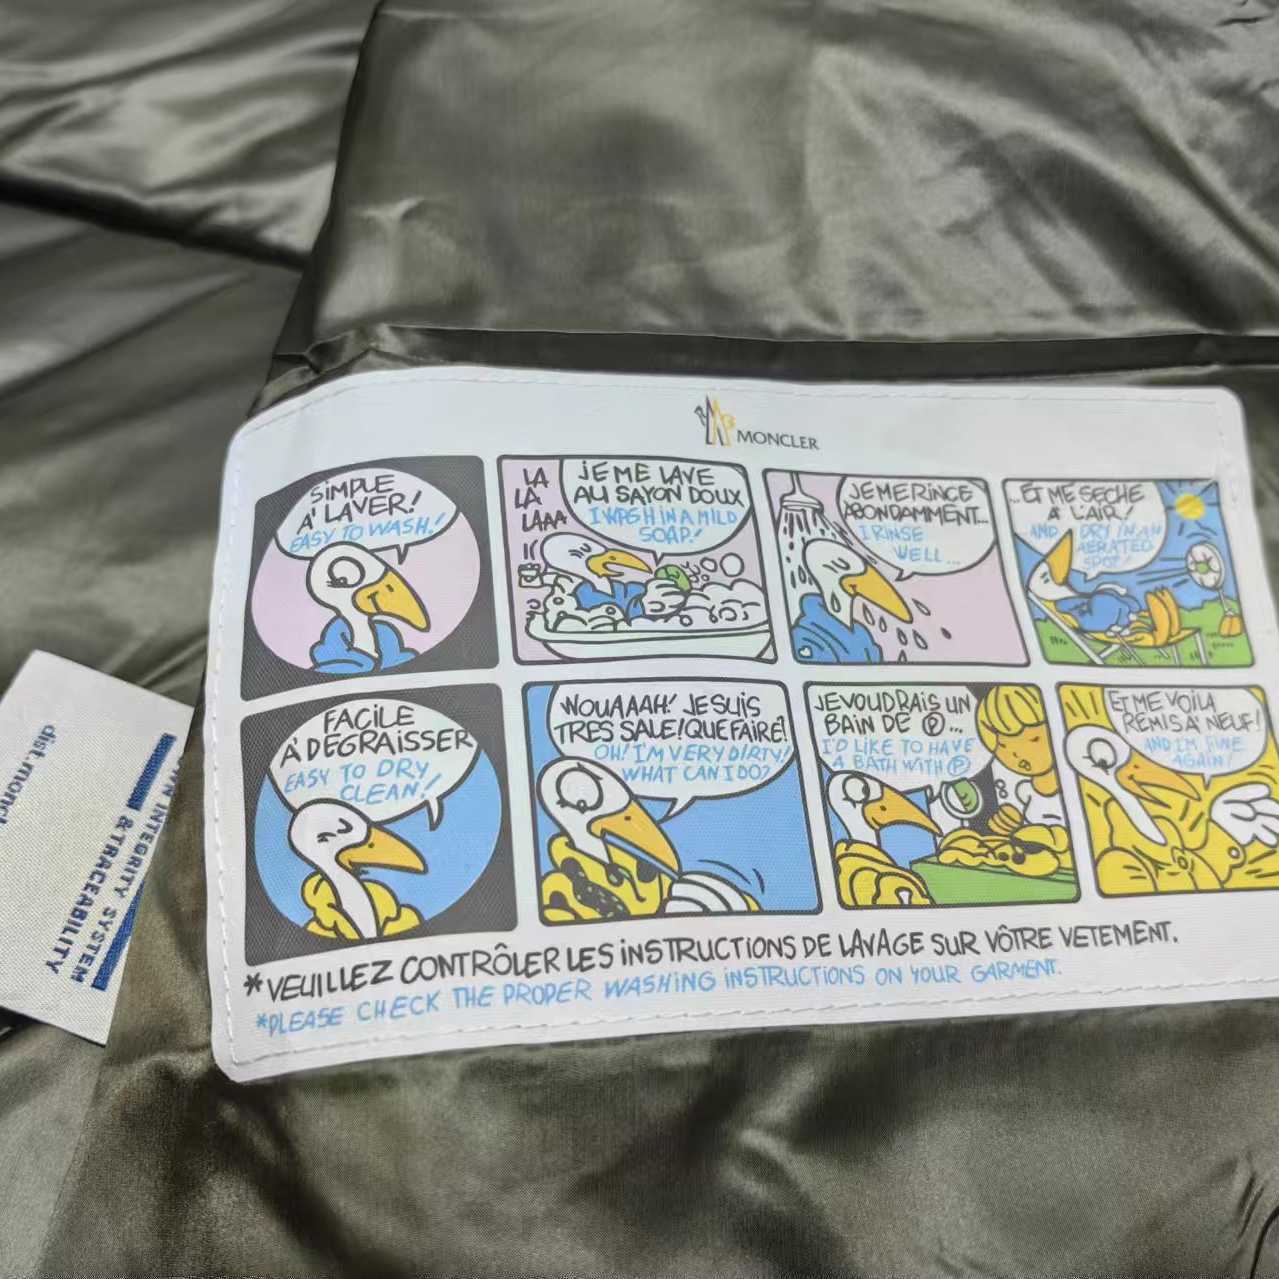 MONCLER
SIMPLE
À LAVER!
EASY TO WASH!
LA
LA
LAAA
JE ME LAVE
AU SAVON DOUX
I WASH IN A MILD
SOAP!
JE ME RINCE
ABONDAMMENT...
I RINSE
WELL...
...ET ME SECHE
À L'AIR!
AND I DRY IN AN
AERATED
SPOT!
FACILE
À DÉGRAISSER
EASY TO DRY
CLEAN!
WOUAAAH! JE SUIS
TRES SALE! QUE FAIRE?
OH! I'M VERY DIRTY!
WHAT CAN I DO?
JE VOUDRAIS UN
BAIN DE Ⓟ...
I'D LIKE TO HAVE
A BATH WITH Ⓟ
ET ME VOILA
REMIS À NEUF!
AND I'M FINE
AGAIN!
*VEUILLEZ CONTRÔLER LES INSTRUCTIONS DE LAVAGE SUR VÔTRE VETEMENT.
*PLEASE CHECK THE PROPER WASHING INSTRUCTIONS ON YOUR GARMENT.
INTEGRITY SYSTEM
& TRACEABILITY